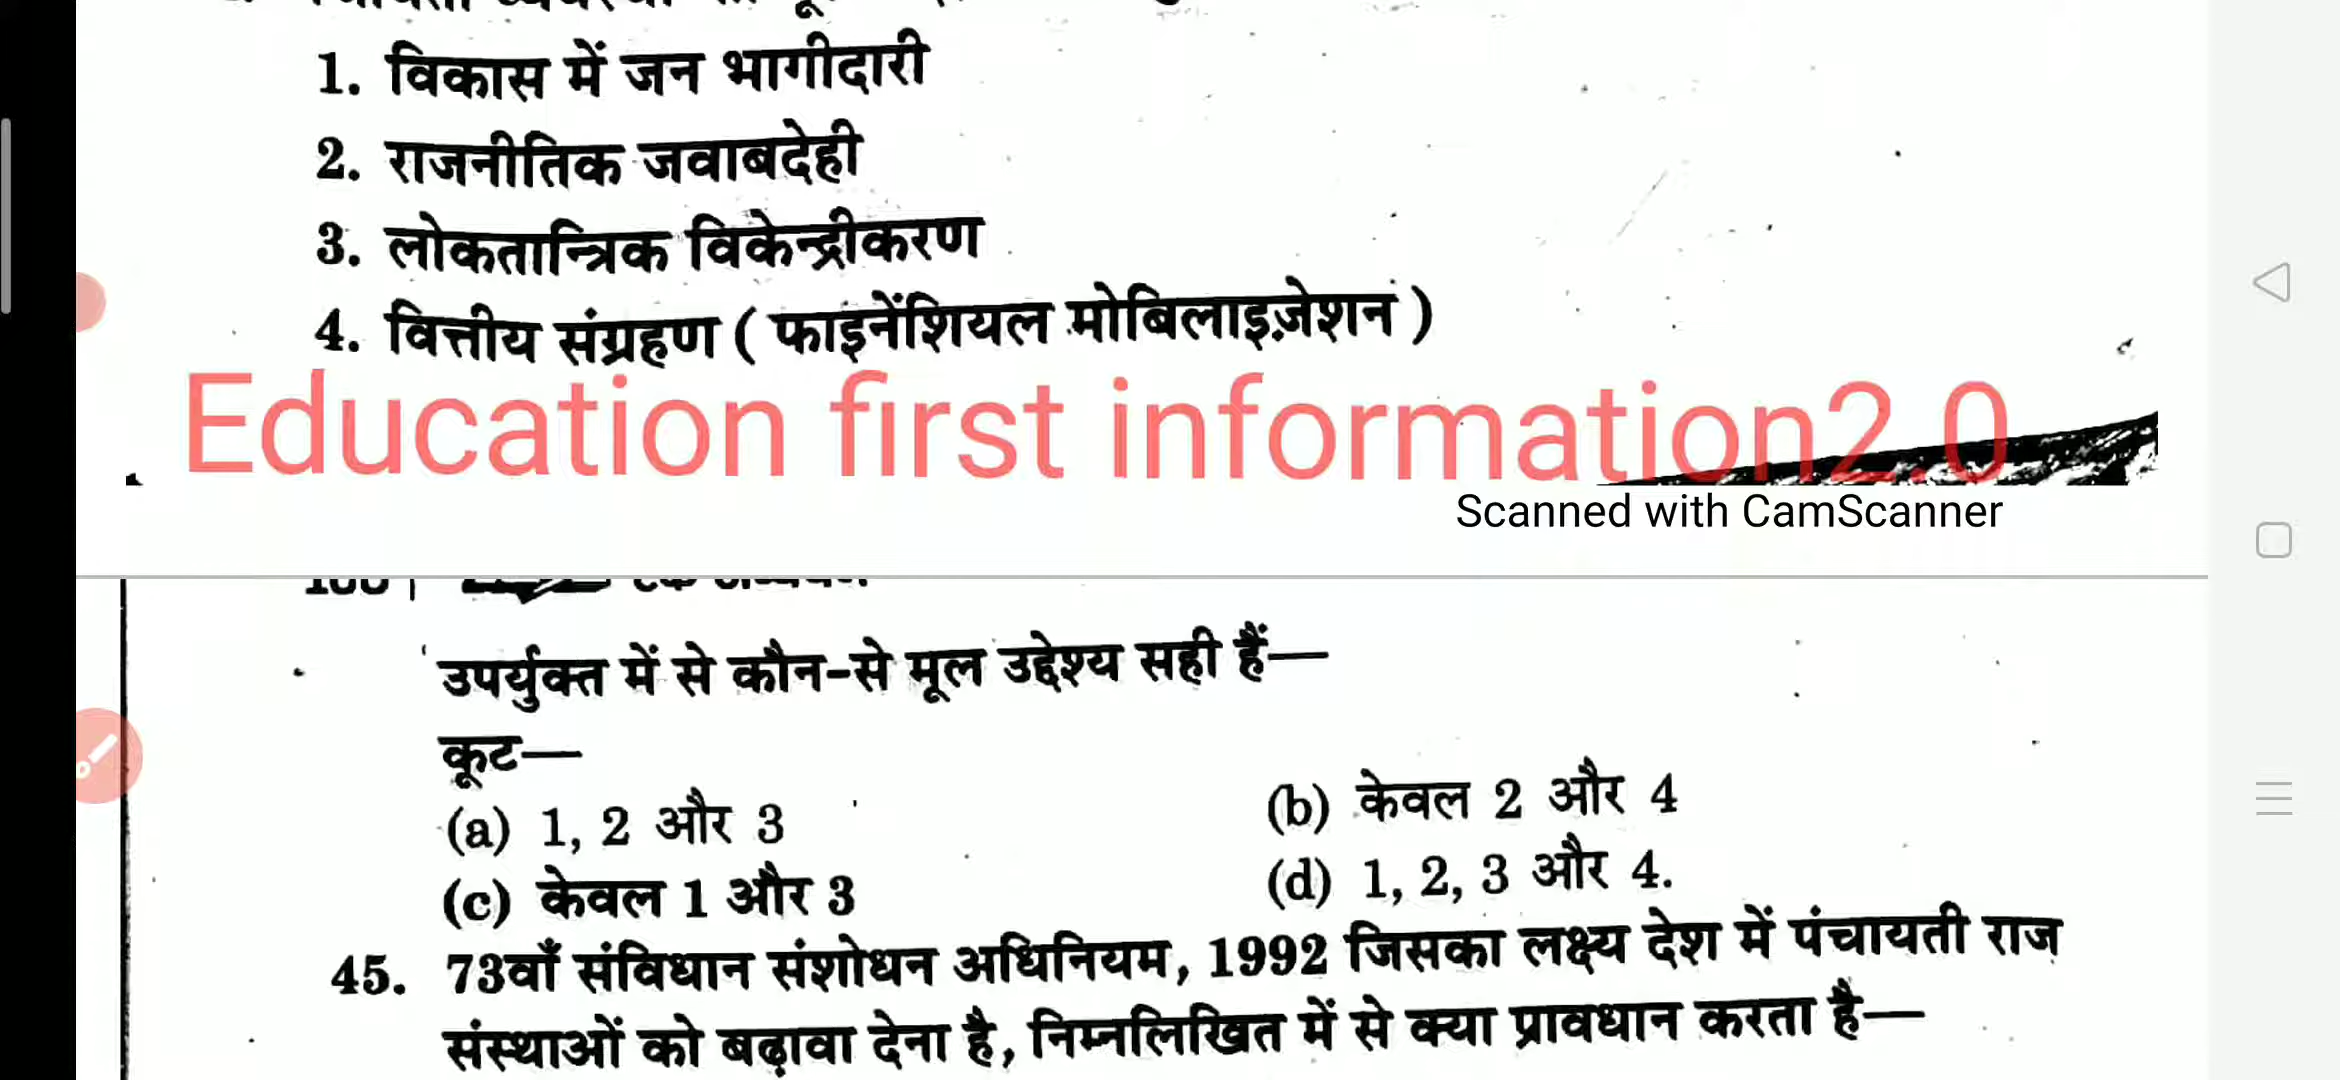 1. विकास में जन भागीदारी
2. राजनीतिक जवाबदेही
3. लोकतान्त्रिक विकेन्द्रीकरण
4. वित्तीय संग्रहण ( फाइनेंशियल मोबिलाइज़ेशन )
Education first information2.0
Scanned with CamScanner
उपर्युक्त में से कौन-से मूल उद्देश्य सही हैं—
कूट—
(a) 1, 2 और 3 (b) केवल 2 और 4
(c) केवल 1 और 3 (d) 1, 2, 3 और 4.
45. 73वाँ संविधान संशोधन अधिनियम, 1992 जिसका लक्ष्य देश में पंचायती राज
संस्थाओं को बढ़ावा देना है, निम्नलिखित में से क्या प्रावधान करता है—